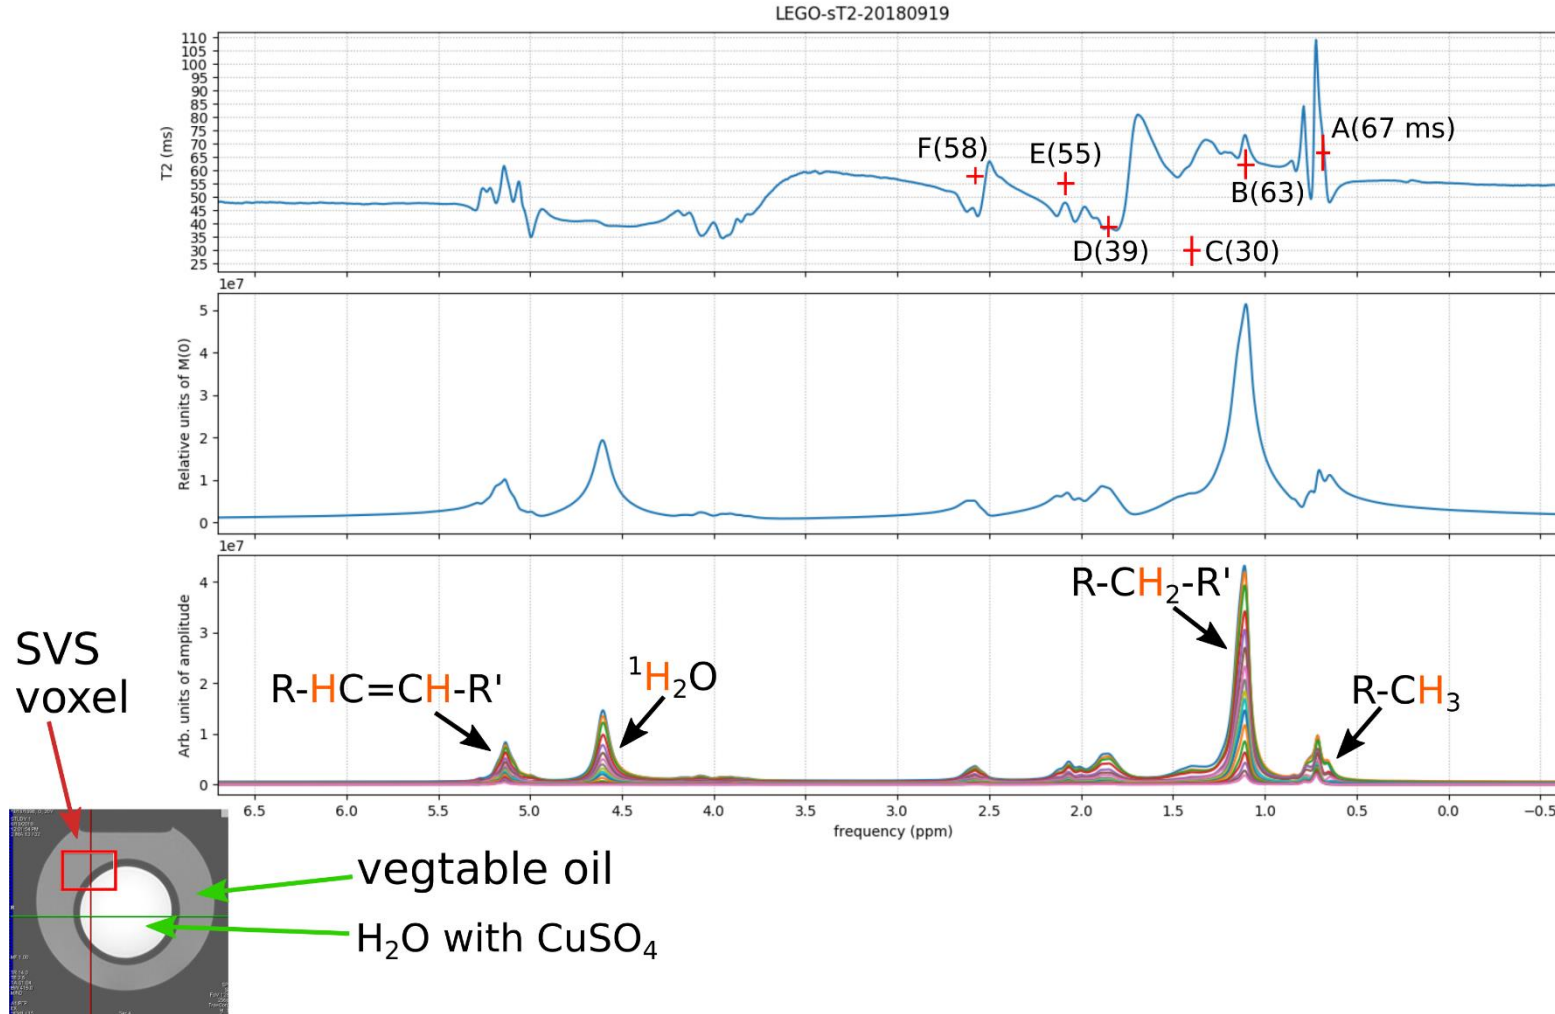 LEGO-sT2-20180919
T2 (ms)
110
105
100
95
90
85
80
75
70
65
60
55
50
45
40
35
30
25
F(58)
E(55)
A(67 ms)
B(63)
D(39)
C(30)
1e7
Relative units of M(0)
5
4
3
2
1
0
1e7
Arb. units of amplitude
4
3
2
1
0
R-CH2-R'
R-HC=CH-R'
¹H2O
R-CH3
6.5 6.0 5.5 5.0 4.5 4.0 3.5 3.0 2.5 2.0 1.5 1.0 0.5 0.0 −0.5
frequency (ppm)
SVS
voxel
vegtable oil
H2O with CuSO4